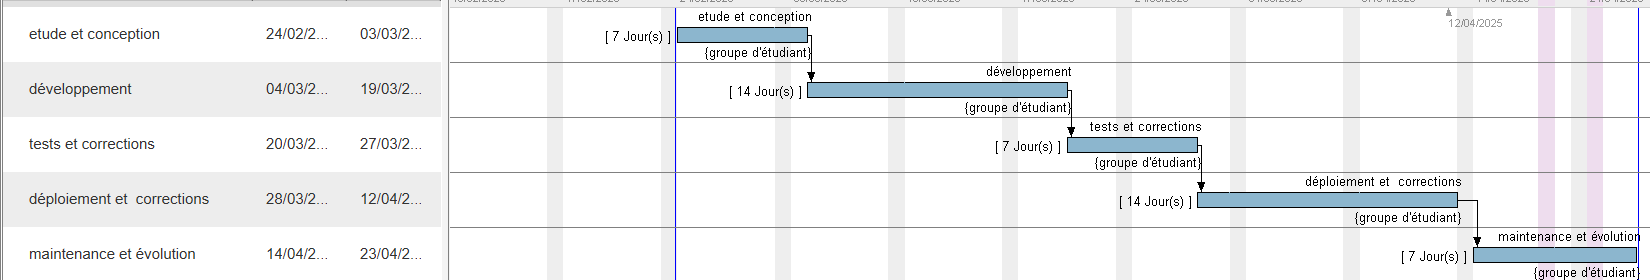 12/04/2025
etude et conception 24/02/2... 03/03/2...
etude et conception
[ 7 Jour(s) ]
{groupe d'étudiant}
développement 04/03/2... 19/03/2...
développement
[ 14 Jour(s) ]
{groupe d'étudiant}
tests et corrections 20/03/2... 27/03/2...
tests et corrections
[ 7 Jour(s) ]
{groupe d'étudiant}
déploiement et  corrections 28/03/2... 12/04/2...
déploiement et  corrections
[ 14 Jour(s) ]
{groupe d'étudiant}
maintenance et évolution 14/04/2... 23/04/2...
maintenance et évolution
[ 7 Jour(s) ]
{groupe d'étudiant}